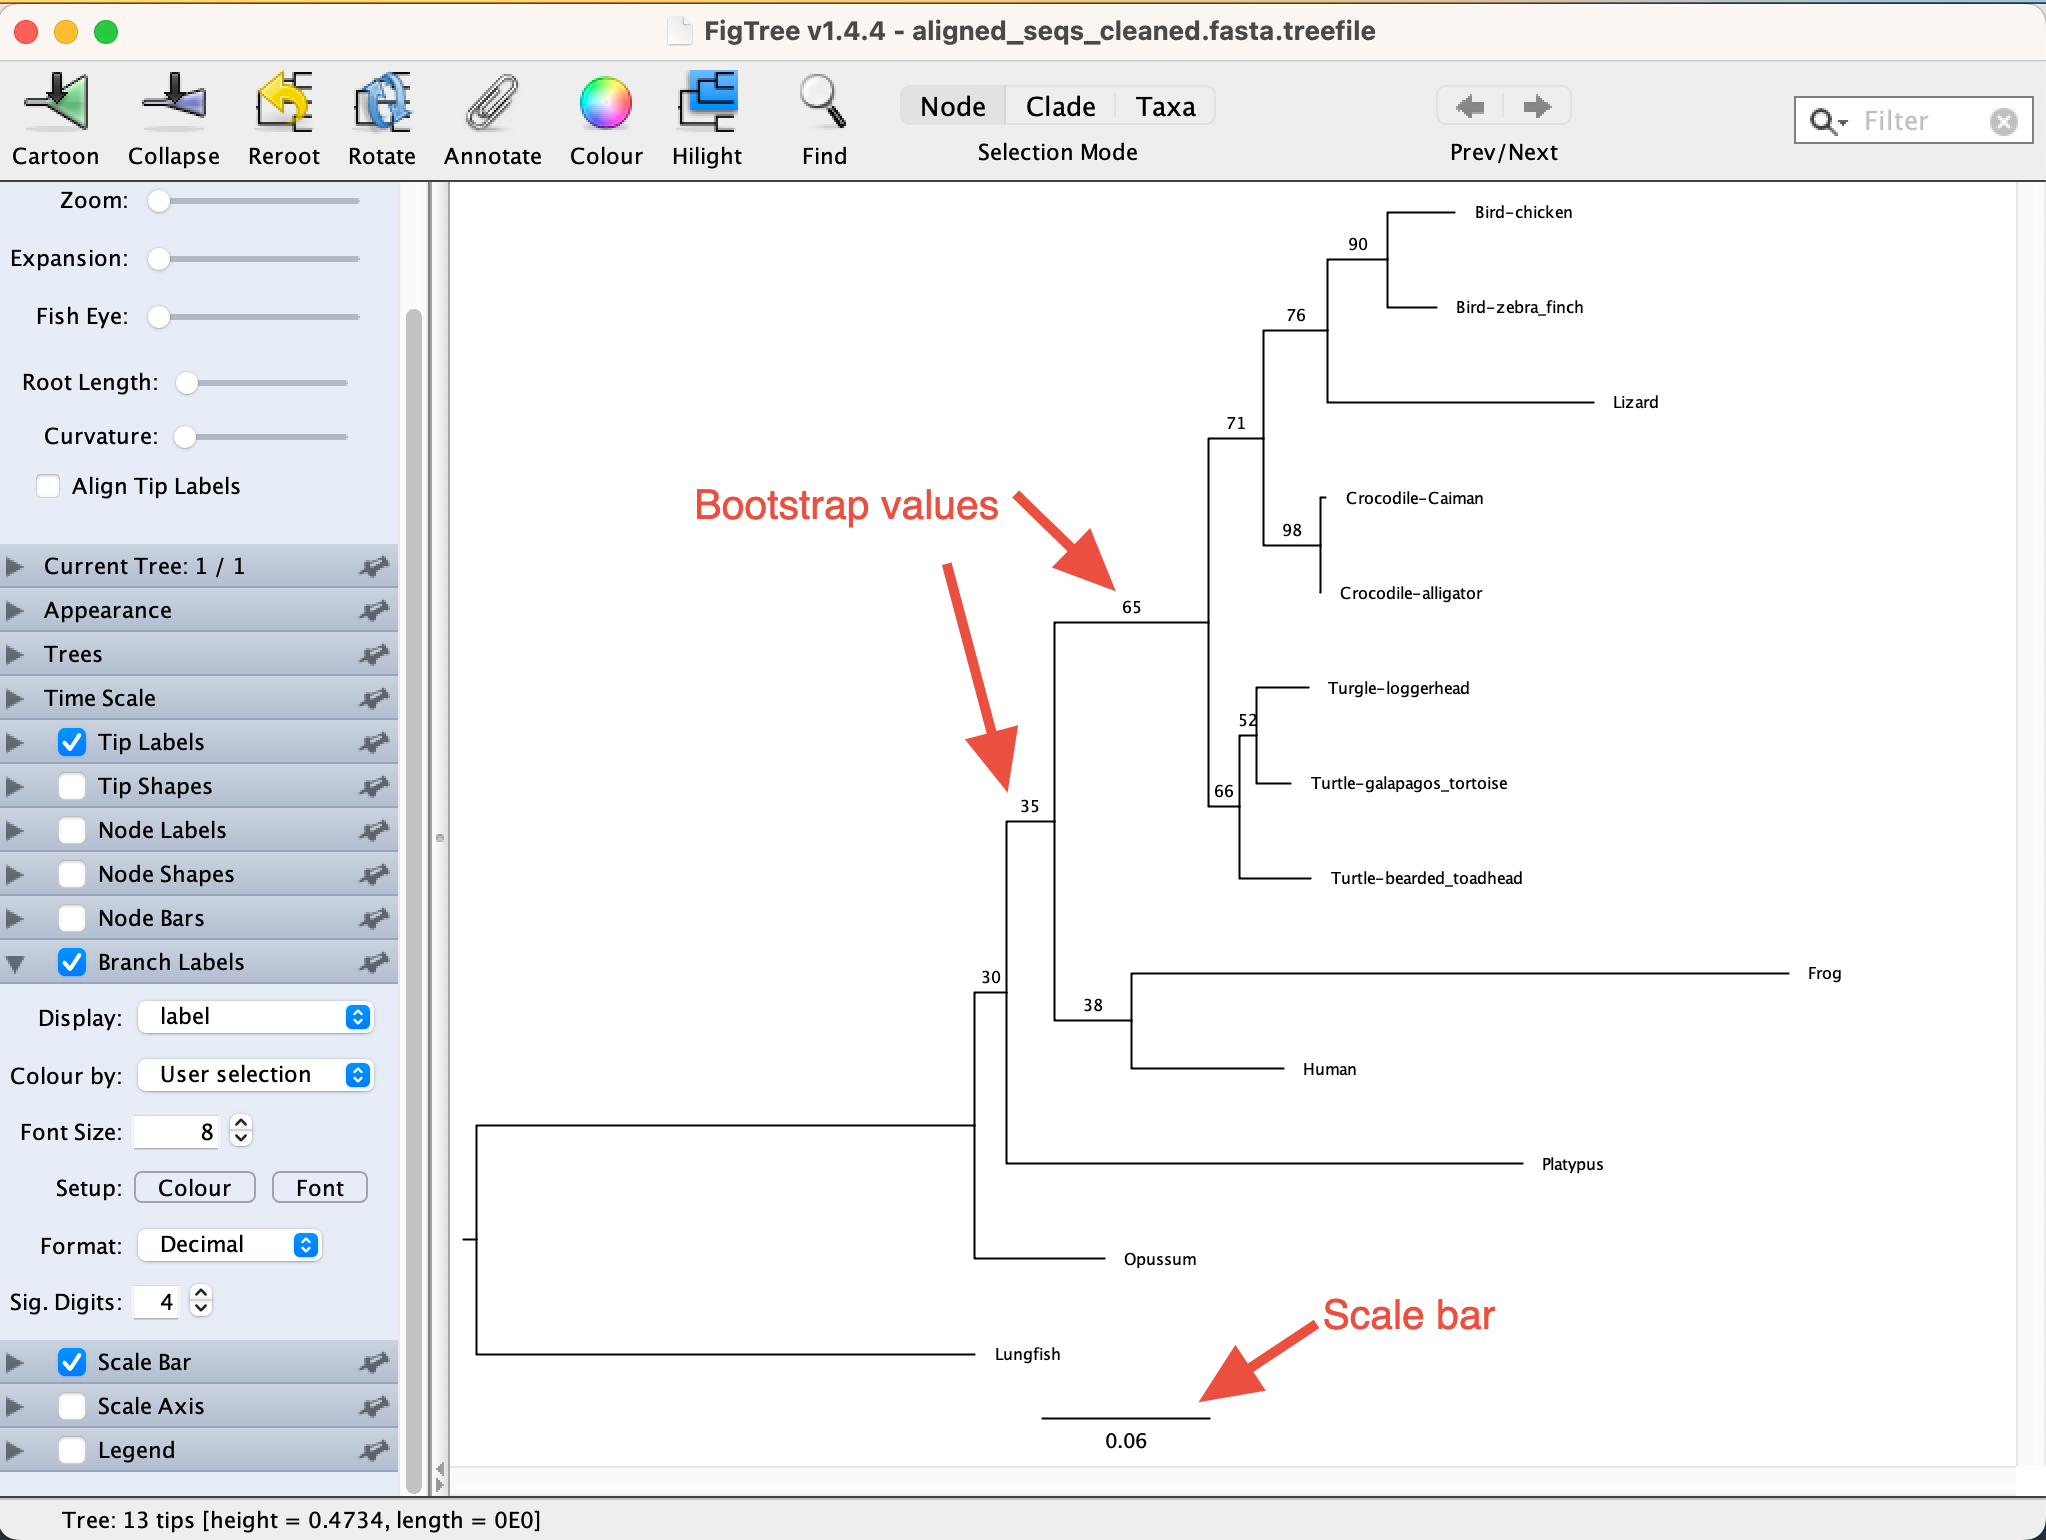 FigTree v1.4.4 - aligned_seqs_cleaned.fasta.treefile
Cartoon Collapse Reroot Rotate Annotate Colour Hilight Find
Node Clade Taxa
Selection Mode
Prev/Next
Filter
Zoom:
Expansion:
Fish Eye:
Root Length:
Curvature:
Align Tip Labels
Current Tree: 1 / 1
Appearance
Trees
Time Scale
Tip Labels
Tip Shapes
Node Labels
Node Shapes
Node Bars
Branch Labels
Display: label
Colour by: User selection
Font Size: 8
Setup: Colour Font
Format: Decimal
Sig. Digits: 4
Scale Bar
Scale Axis
Legend
Bird-chicken
90
Bird-zebra_finch
76
Lizard
71
Crocodile-Caiman
Bootstrap values
98
Crocodile-alligator
65
Turgle-loggerhead
52
Turtle-galapagos_tortoise
66
35
Turtle-bearded_toadhead
Frog
30
38
Human
Platypus
Opussum
Scale bar
Lungfish
0.06
Tree: 13 tips [height = 0.4734, length = 0E0]